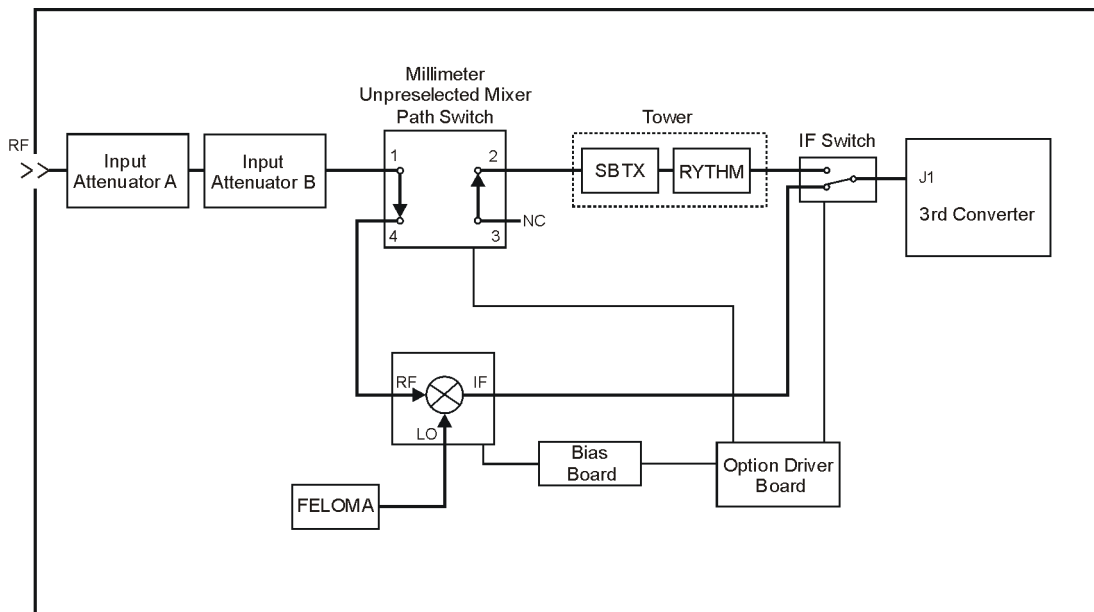 Millimeter
Unpreselected Mixer
Path Switch
Tower
IF Switch
RF
Input
Attenuator A
Input
Attenuator B
1
2
4
3
NC
SBTX
RYTHM
J1
3rd Converter
RF
IF
LO
Bias
Board
Option Driver
Board
FELOMA